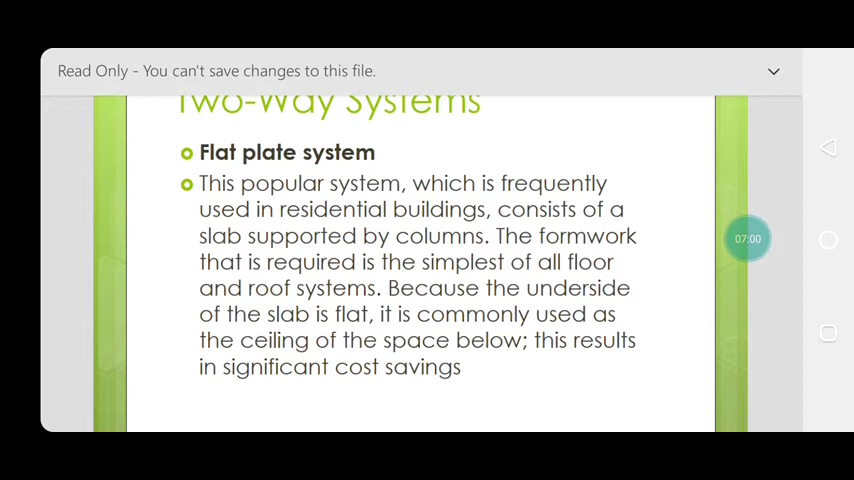 Read Only - You can't save changes to this file.
Two-Way Systems
Flat plate system
This popular system, which is frequently
used in residential buildings, consists of a
slab supported by columns. The formwork
that is required is the simplest of all floor
and roof systems. Because the underside
of the slab is flat, it is commonly used as
the ceiling of the space below; this results
in significant cost savings
07:00